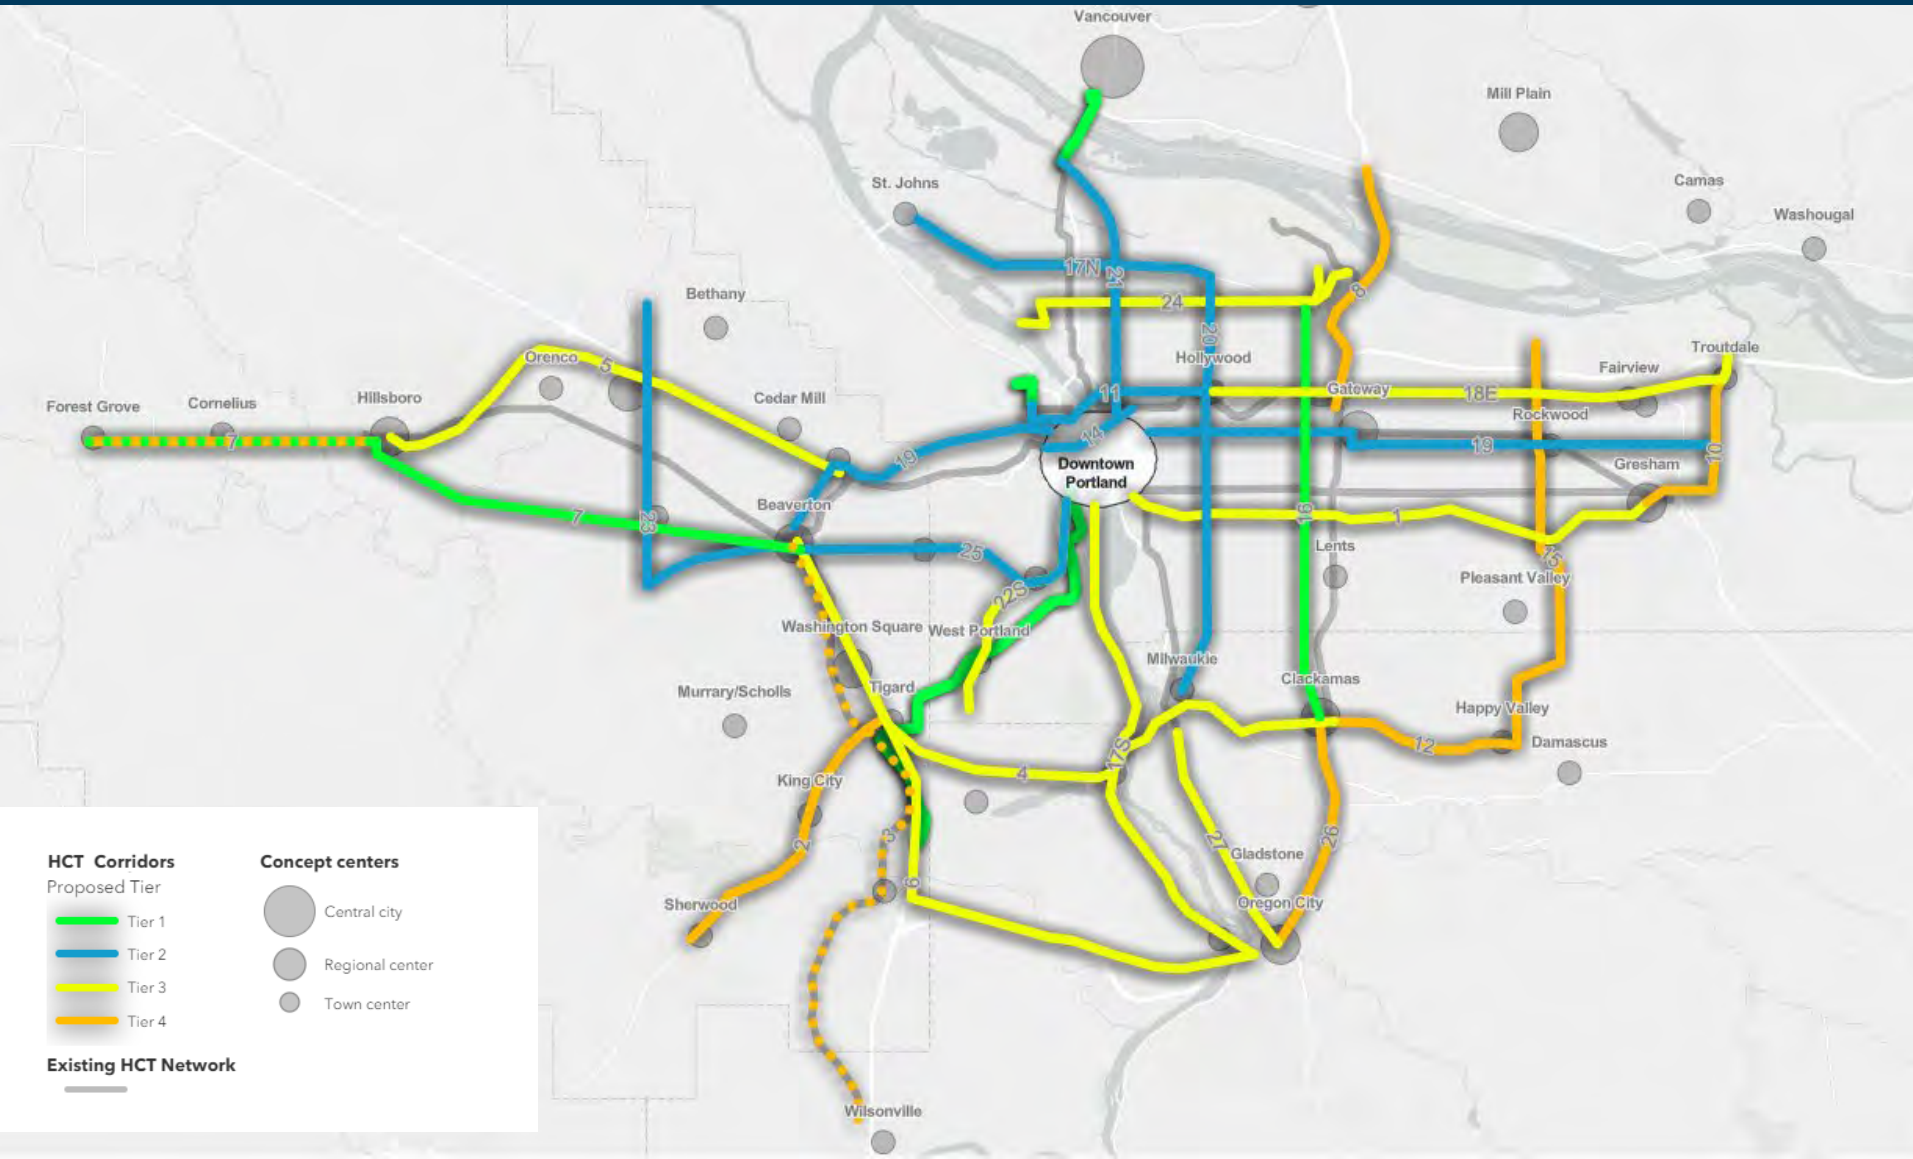 Vancouver
Mill Plain
St. Johns
Camas
Washougal
17N
21
Bethany
24
8
20
Hollywood
Troutdale
Orenco
5
Fairview
Gateway
18E
11
Forest Grove
Cornelius
Hillsboro
Cedar Mill
Rockwood
7
14
19
19
10
Downtown
Portland
Gresham
Beaverton
7
23
16
1
25
Lents
15
Pleasant Valley
22S
Washington Square
West Portland
Milwaukie
Murrary/Scholls
Tigard
Clackamas
Happy Valley
12
Damascus
17S
4
King City
2
3
27
26
Gladstone
6
Sherwood
Oregon City
Wilsonville
HCT Corridors
Proposed Tier
Tier 1
Tier 2
Tier 3
Tier 4
Existing HCT Network
Concept centers
Central city
Regional center
Town center